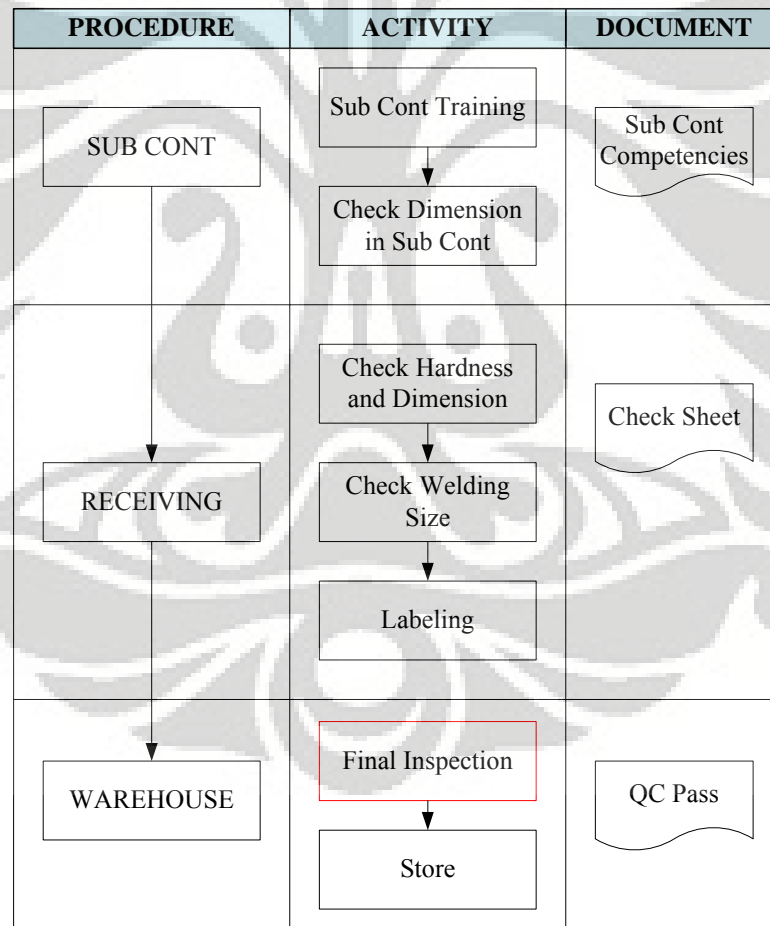 PROCEDURE
ACTIVITY
DOCUMENT
SUB CONT
Sub Cont Training
Check Dimension
in Sub Cont
Sub Cont
Competencies
RECEIVING
Check Hardness
and Dimension
Check Welding
Size
Labeling
Check Sheet
WAREHOUSE
Final Inspection
Store
QC Pass